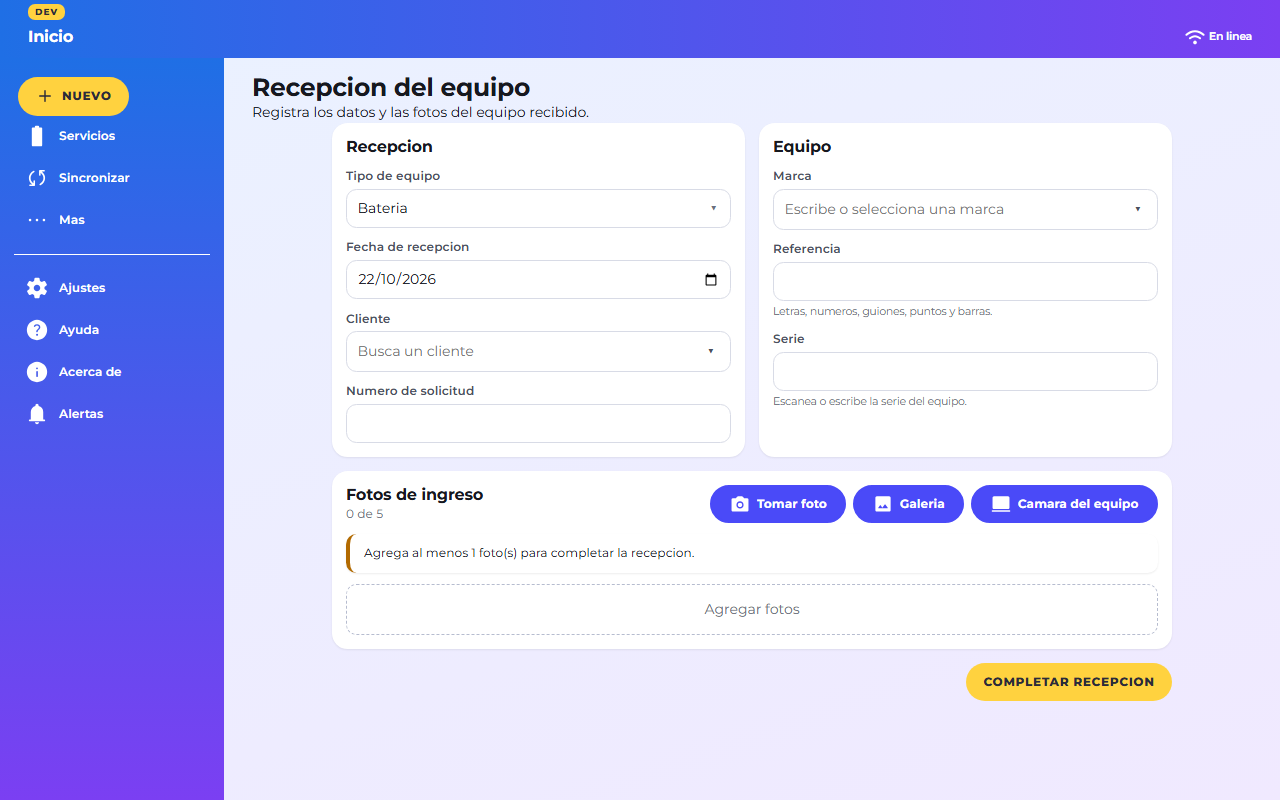 DEV
Inicio
En linea
NUEVO
Servicios
Sincronizar
Mas
Ajustes
Ayuda
Acerca de
Alertas
Recepcion del equipo
Registra los datos y las fotos del equipo recibido.
Recepcion
Tipo de equipo
Bateria
Fecha de recepcion
22/10/2026
Cliente
Busca un cliente
Numero de solicitud
Equipo
Marca
Escribe o selecciona una marca
Referencia
Letras, numeros, guiones, puntos y barras.
Serie
Escanea o escribe la serie del equipo.
Fotos de ingreso
0 de 5
Tomar foto
Galeria
Camara del equipo
Agrega al menos 1 foto(s) para completar la recepcion.
Agregar fotos
COMPLETAR RECEPCION